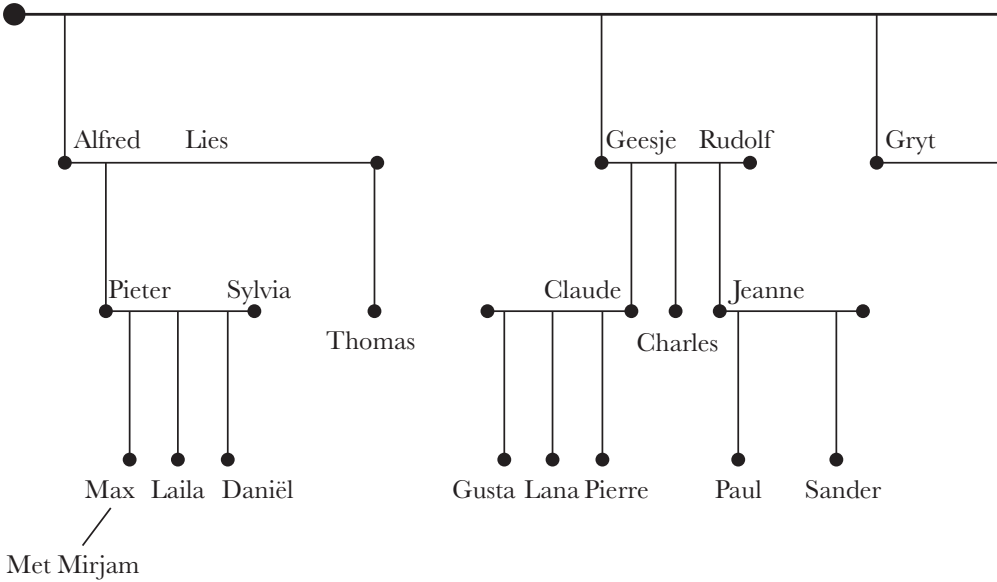 Alfred Lies Geesje Rudolf Gryt
Pieter Sylvia Claude Jeanne
Thomas Charles
Max Laila Daniël Gusta Lana Pierre Paul Sander
Met Mirjam